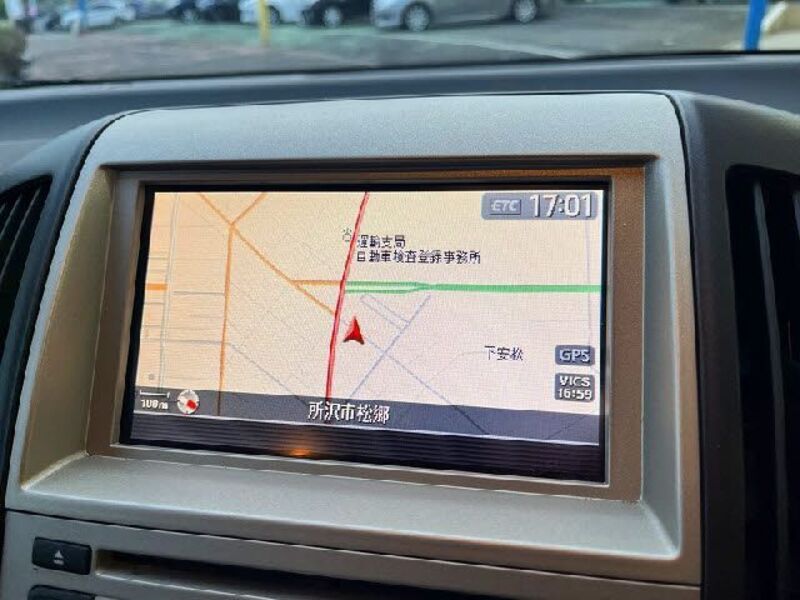 ETC 17:01
運輸支局
自動車検査登録事務所
下安松
GPS
VICS
16:59
100m
所沢市松郷